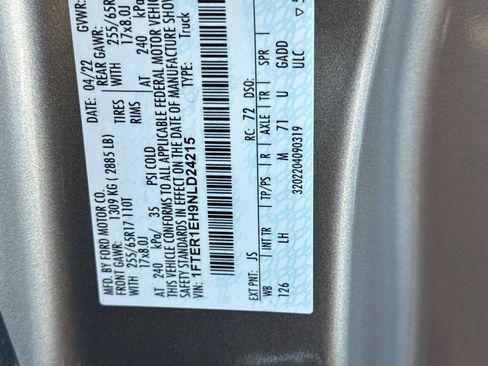 MFD. BY FORD MOTOR CO.
04/22
GVWR:
FRONT GAWR: 1309 KG ( 2885 LB)
REAR GAWR:
WITH 255/65R17 110T TIRES
WITH 255/65R
17x8.0J RIMS
17x8.0J
AT 240 kPa/ 35 PSI COLD
AT 240 kPa
THIS VEHICLE CONFORMS TO ALL APPLICABLE FEDERAL MOTOR VEHIC
SAFETY STANDARDS IN EFFECT ON THE DATE OF MANUFACTURE SHOW
VIN: 1FTER1EH9NLD24215
Truck
EXT PNT: JS RC: 72 DSO:
WB INT TR TP/PS R AXLE TR SPR
126 LH M 71 U GADD
3202204090319 ULC